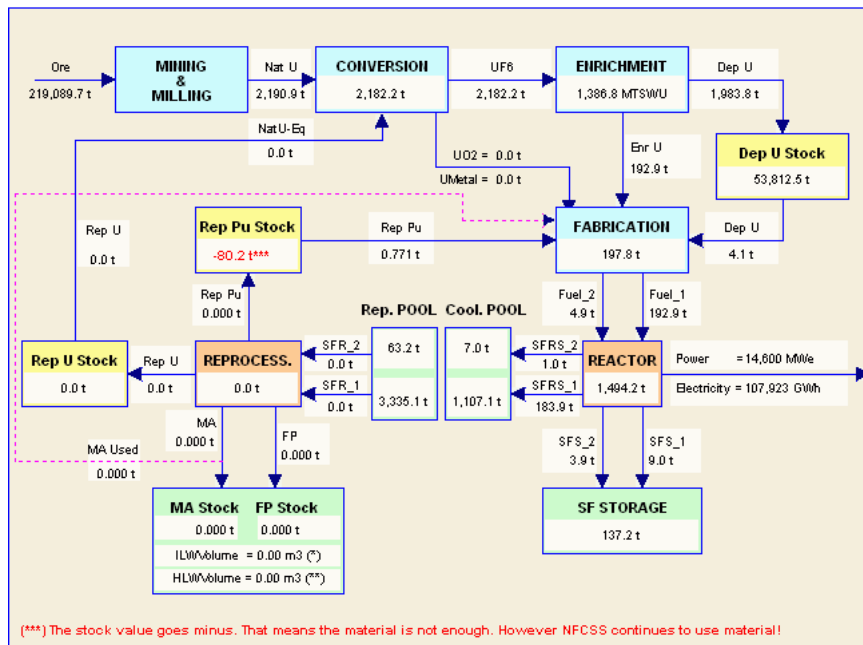 Ore
219,089.7 t
MINING
&
MILLING
Nat U
2,190.9 t
CONVERSION
2,182.2 t
UF6
2,182.2 t
ENRICHMENT
1,386.8 MTSWU
Dep U
1,983.8 t
NatU-Eq
0.0 t
UO2 = 0.0 t
UMetal = 0.0 t
Enr U
192.9 t
Dep U Stock
53,812.5 t
Rep U
0.0 t
Rep Pu Stock
-80.2 t***
Rep Pu
0.771 t
FABRICATION
197.8 t
Dep U
4.1 t
Rep Pu
0.000 t
Rep. POOL
Cool. POOL
Fuel_2
4.9 t
Fuel_1
192.9 t
Rep U Stock
0.0 t
Rep U
0.0 t
REPROCESS.
0.0 t
SFR_2
0.0 t
SFR_1
0.0 t
63.2 t
3,335.1 t
7.0 t
1,107.1 t
SFRS_2
1.0 t
SFRS_1
183.9 t
REACTOR
1,494.2 t
Power = 14,600 MWe
Electricity = 107,923 GWh
MA
0.000 t
FP
0.000 t
MA Used
0.000 t
SFS_2
3.9 t
SFS_1
9.0 t
MA Stock
0.000 t
FP Stock
0.000 t
ILWVolume = 0.00 m3 (*)
HLWVolume = 0.00 m3 (**)
SF STORAGE
137.2 t
(***) The stock value goes minus. That means the material is not enough. However NFCSS continues to use material!